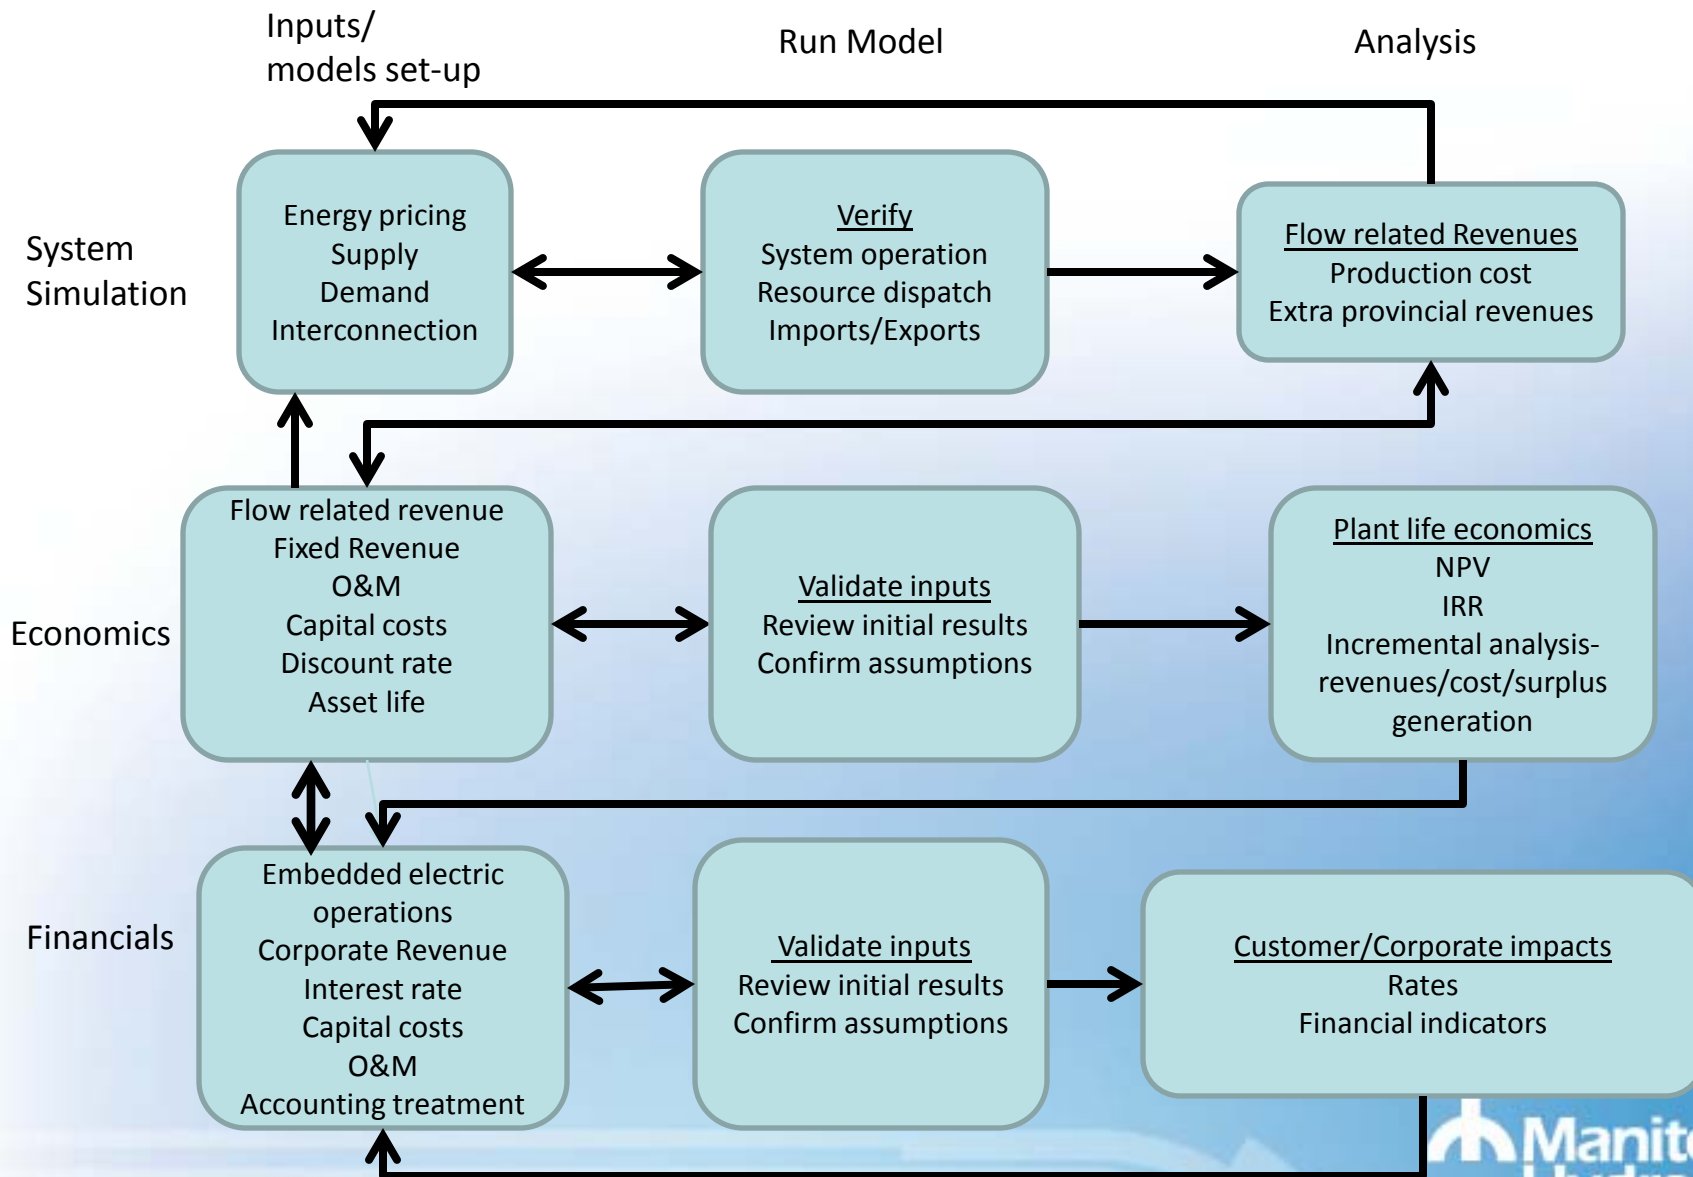 Inputs/
models set-up
Run Model
Analysis
System
Simulation
Energy pricing
Supply
Demand
Interconnection
Verify
System operation
Resource dispatch
Imports/Exports
Flow related Revenues
Production cost
Extra provincial revenues
Economics
Flow related revenue
Fixed Revenue
O&M
Capital costs
Discount rate
Asset life
Validate inputs
Review initial results
Confirm assumptions
Plant life economics
NPV
IRR
Incremental analysis-
revenues/cost/surplus
generation
Financials
Embedded electric
operations
Corporate Revenue
Interest rate
Capital costs
O&M
Accounting treatment
Validate inputs
Review initial results
Confirm assumptions
Customer/Corporate impacts
Rates
Financial indicators
Manito